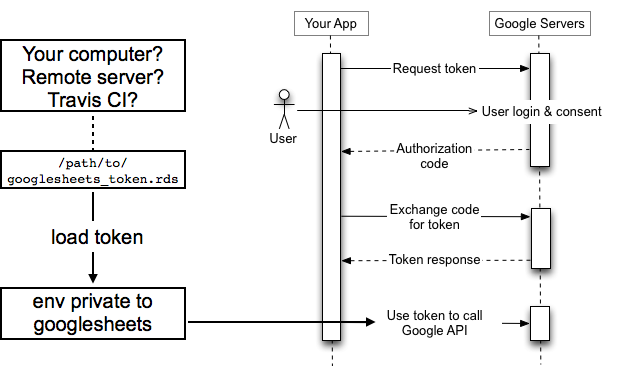 Your computer?
Remote server?
Travis CI?
/path/to/
googlesheets_token.rds
load token
env private to
googlesheets
Your App
Google Servers
Request token
User login & consent
User
Authorization
code
Exchange code
for token
Token response
Use token to call
Google API